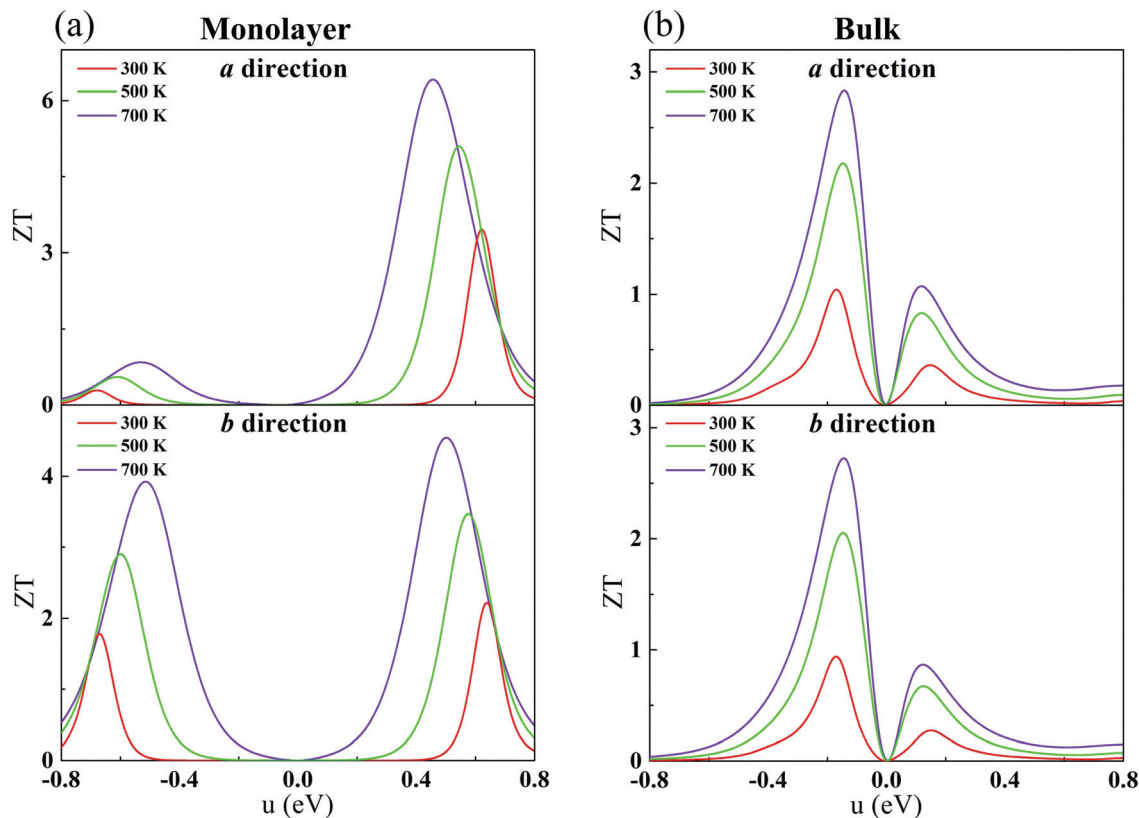 (a) Monolayer
a direction
300 K
500 K
700 K
ZT
6
3
0
b direction
300 K
500 K
700 K
ZT
4
2
0
-0.8 -0.4 0.0 0.4 0.8
u (eV)
(b) Bulk
a direction
300 K
500 K
700 K
ZT
3
2
1
0
b direction
300 K
500 K
700 K
ZT
3
2
1
0
-0.8 -0.4 0.0 0.4 0.8
u (eV)